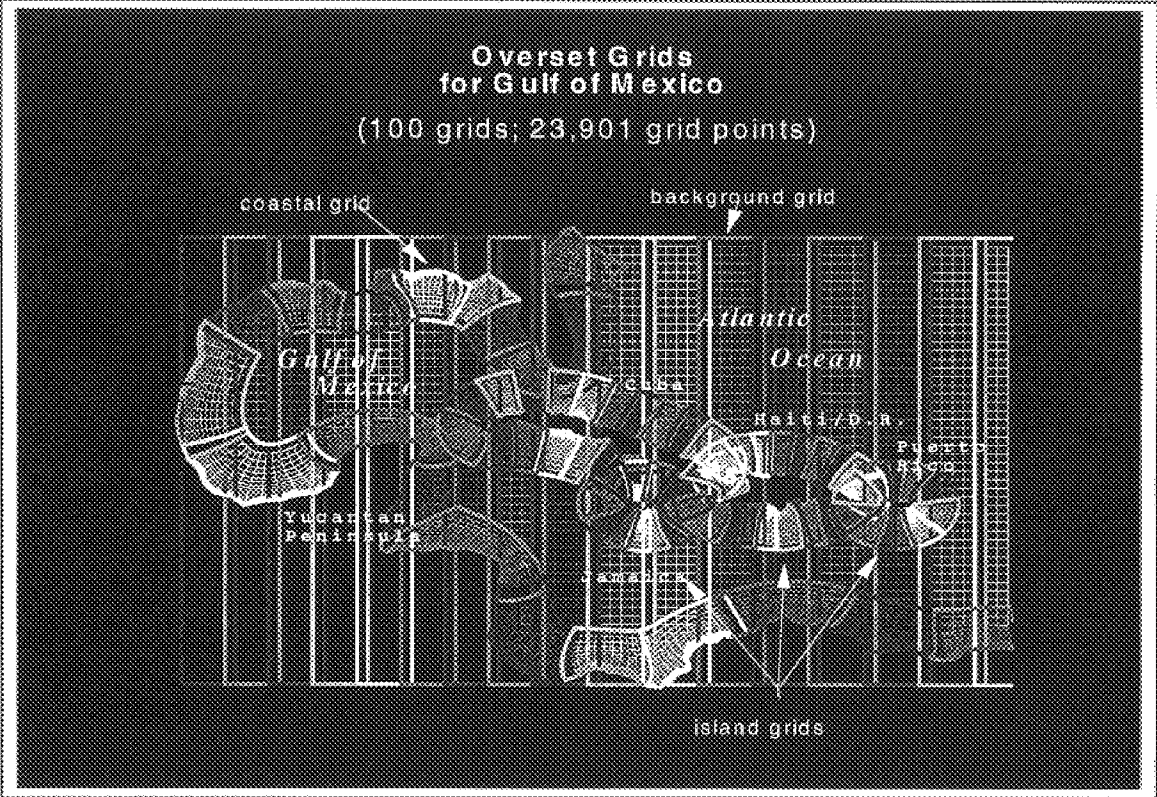 Overset Grids
for Gulf of Mexico
(100 grids; 23,901 grid points)
coastal grid
background grid
Atlantic
Ocean
Gulf of
Mexico
Cuba
Haiti/D.R.
Puerto
Rico
Yucartan
Peninsula
Jamaica
island grids